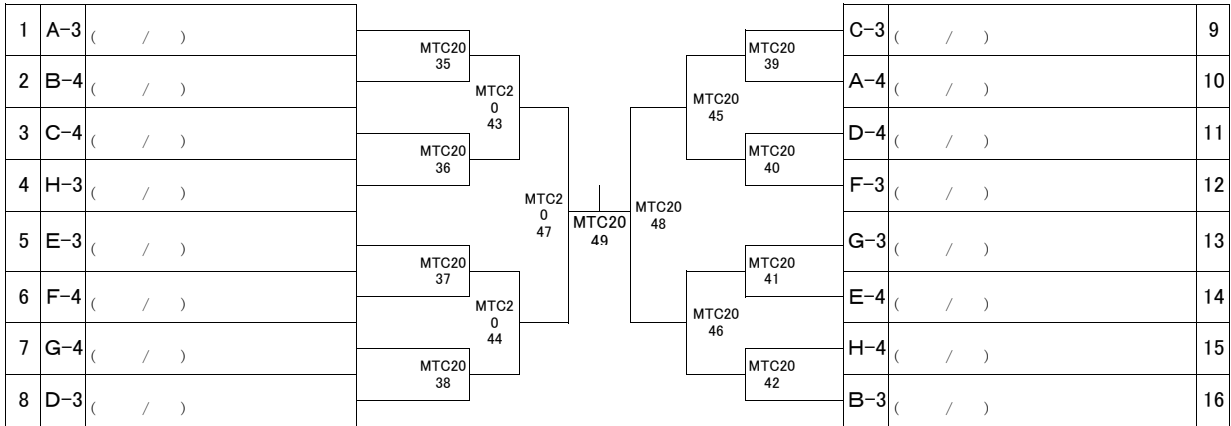 1 A-3 ( / )
2 B-4 ( / )
3 C-4 ( / )
4 H-3 ( / )
5 E-3 ( / )
6 F-4 ( / )
7 G-4 ( / )
8 D-3 ( / )
MTC20
35
MTC20
36
MTC20
37
MTC20
38
MTC2
0
43
MTC2
0
44
MTC2
0
47
MTC20
49
MTC20
48
MTC20
45
MTC20
46
MTC20
39
MTC20
40
MTC20
41
MTC20
42
C-3 ( / ) 9
A-4 ( / ) 10
D-4 ( / ) 11
F-3 ( / ) 12
G-3 ( / ) 13
E-4 ( / ) 14
H-4 ( / ) 15
B-3 ( / ) 16